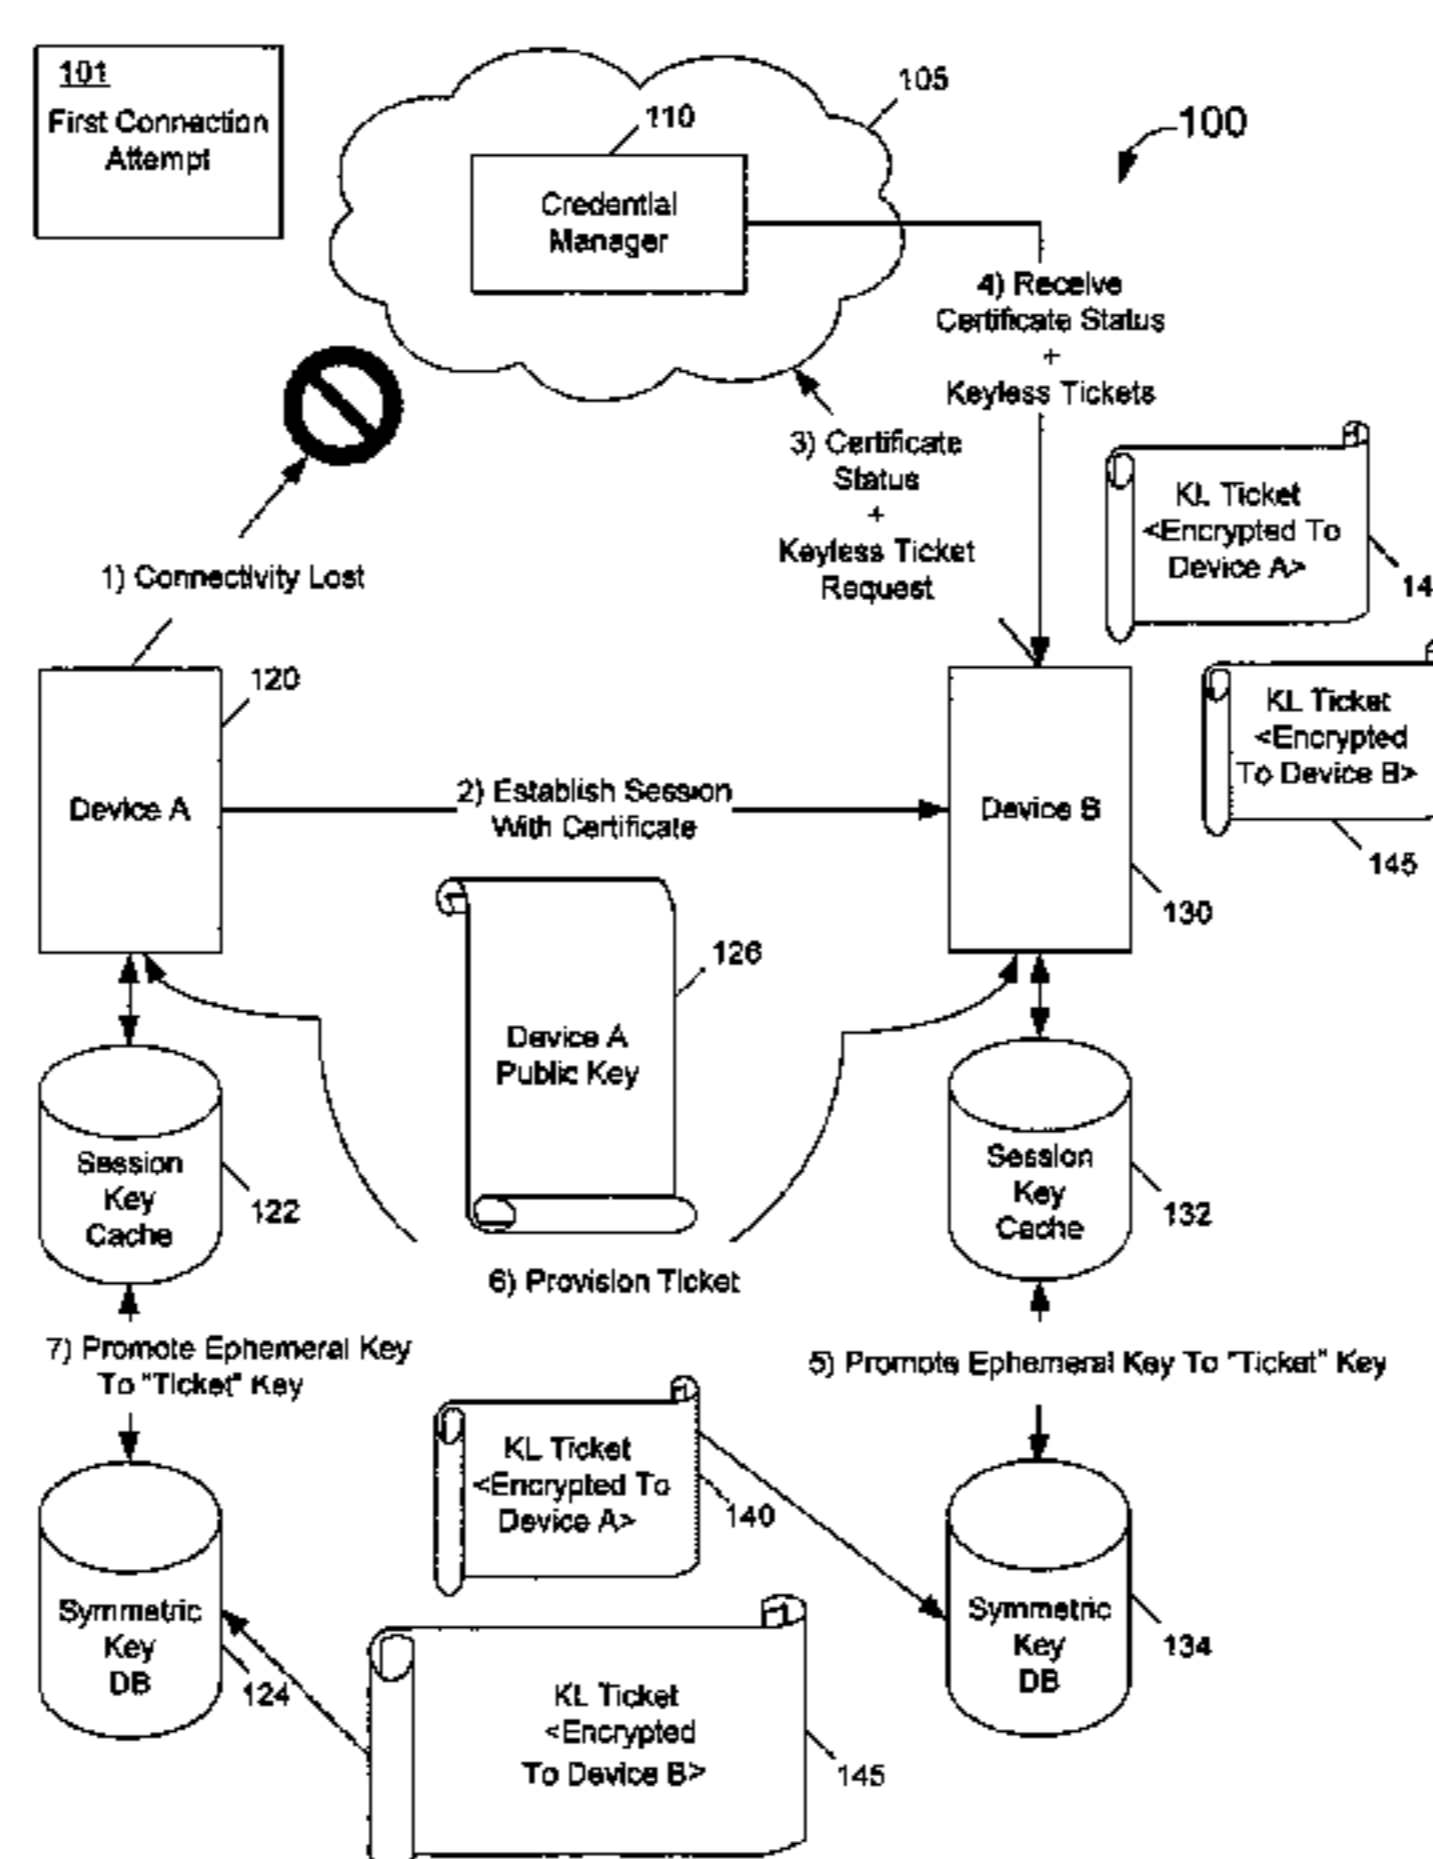 101
First Connection
Attempt
105
110
100
Credential
Manager
4) Receive
Certificate Status
+
Keyless Tickets
3) Certificate
Status
+
Keyless Ticket
Request
KL Ticket
<Encrypted To
Device A>
14
1) Connectivity Lost
120
KL Ticket
<Encrypted
To Device B>
145
Device A
2) Establish Session
With Certificate
Device B
130
126
Device A
Public Key
Session
Key
Cache
122
Session
Key
Cache
132
6) Provision Ticket
7) Promote Ephemeral Key
To "Ticket" Key
5) Promote Ephemeral Key To "Ticket" Key
KL Ticket
<Encrypted To
Device A>
140
Symmetric
Key
DB
124
Symmetric
Key
DB
134
KL Ticket
<Encrypted
To Device B>
145